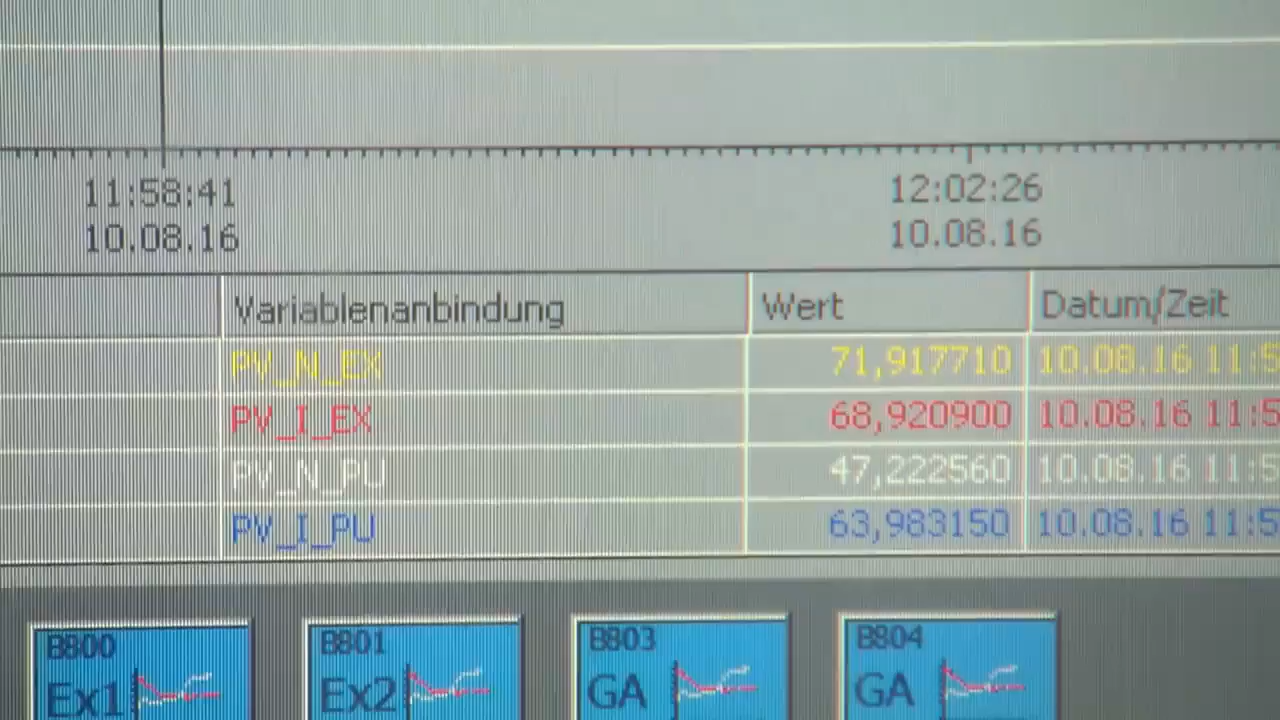 11:58:41 12:02:26
10.08.16 10.08.16
Variablenanbindung Wert Datum/Zeit
PV_N_EX 71,917710 10.08.16 11:5
PV_I_EX 68,920900 10.08.16 11:5
PV_N_PU 47,222560 10.08.16 11:5
PV_I_PU 63,983150 10.08.16 11:5
B800 B801 B803 B804
Ex1 Ex2 GA GA